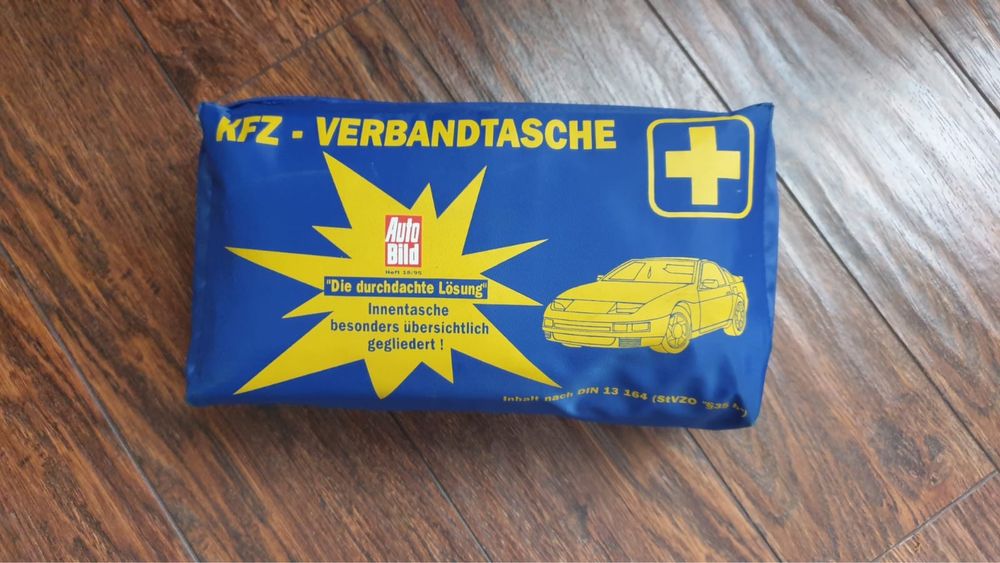 KFZ - VERBANDTASCHE
Auto
Bild
Heft 18/95
"Die durchdachte Lösung"
Innentasche
besonders übersichtlich
gegliedert !
Inhalt nach DIN 13 164 (StVZO "§35 h")